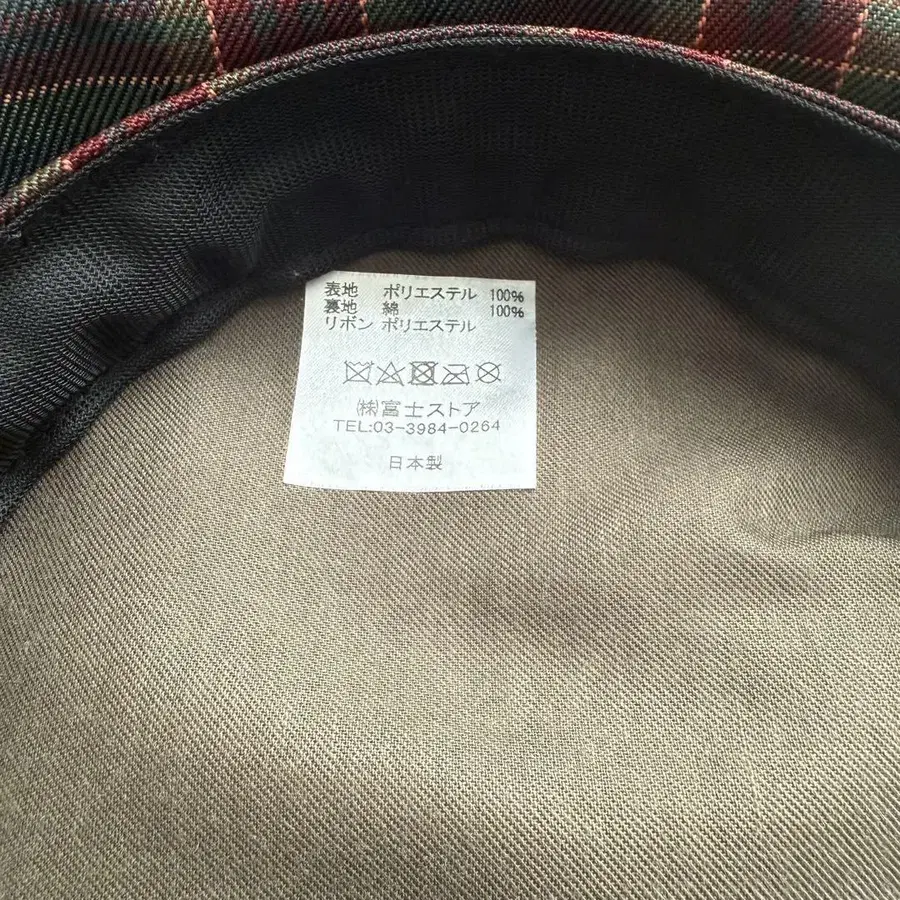 表地 ポリエステル 100%
裏地 綿 100%
リボン ポリエステル
㈱富士ストア
TEL:03-3984-0264
日本製